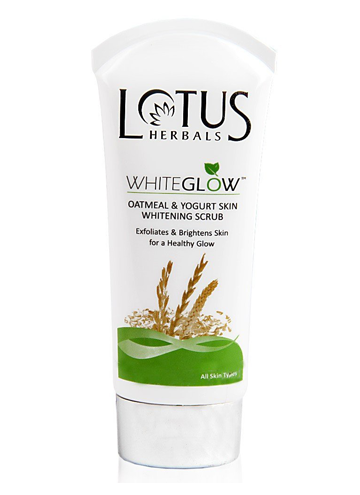 LOTUS
HERBALS
WHITEGLOW™
OATMEAL & YOGURT SKIN
WHITENING SCRUB
Exfoliates & Brightens Skin
for a Healthy Glow
All Skin Types